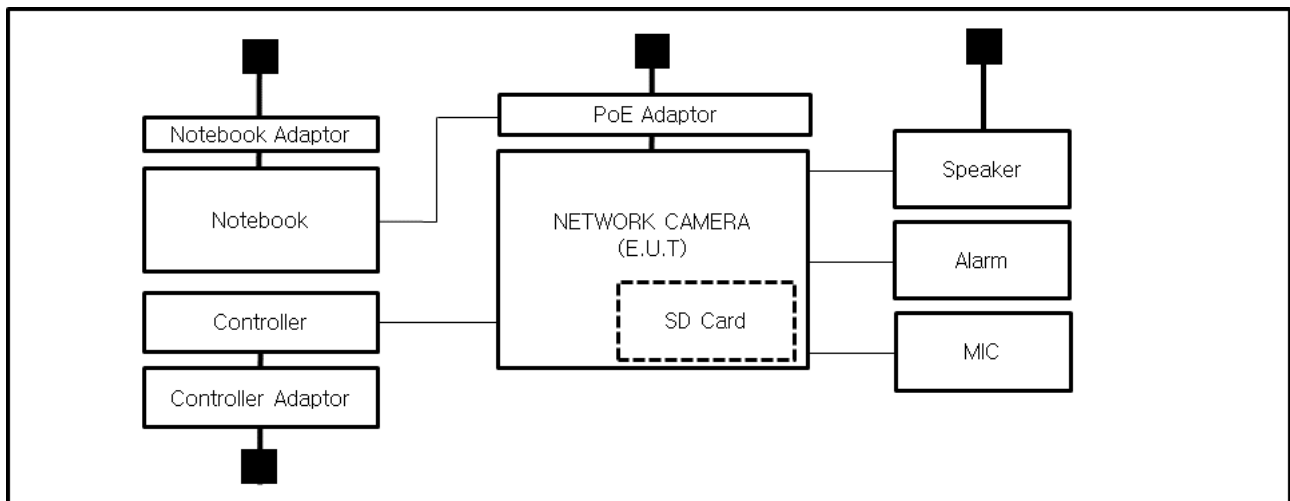 Notebook Adaptor
Notebook
Controller
Controller Adaptor
PoE Adaptor
NETWORK CAMERA
(E.U.T)
SD Card
Speaker
Alarm
MIC